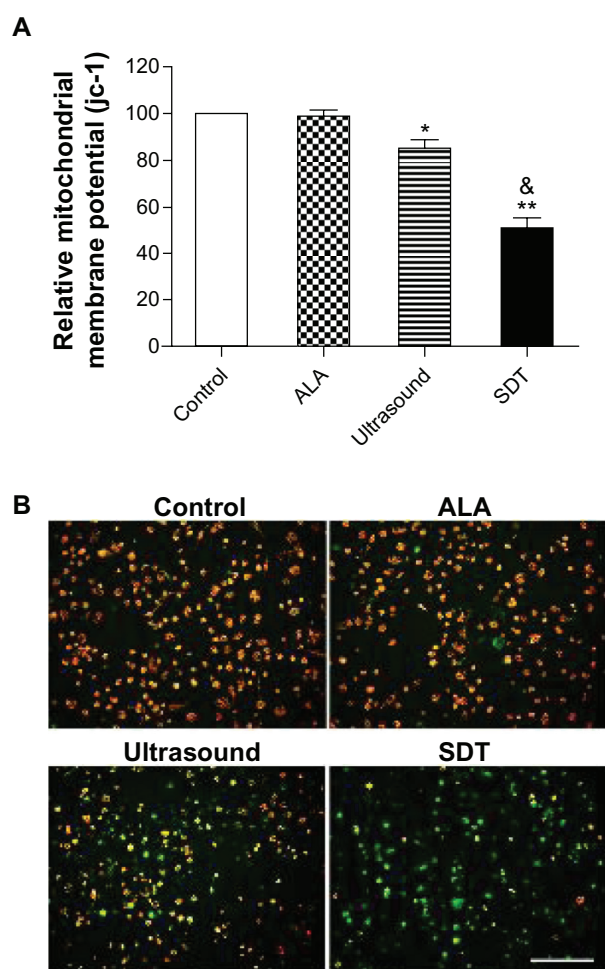 A
Relative mitochondrial
membrane potential (jc-1)
120
100
80
60
40
20
0
*
&
**
Control
ALA
Ultrasound
SDT
B
Control
ALA
Ultrasound
SDT